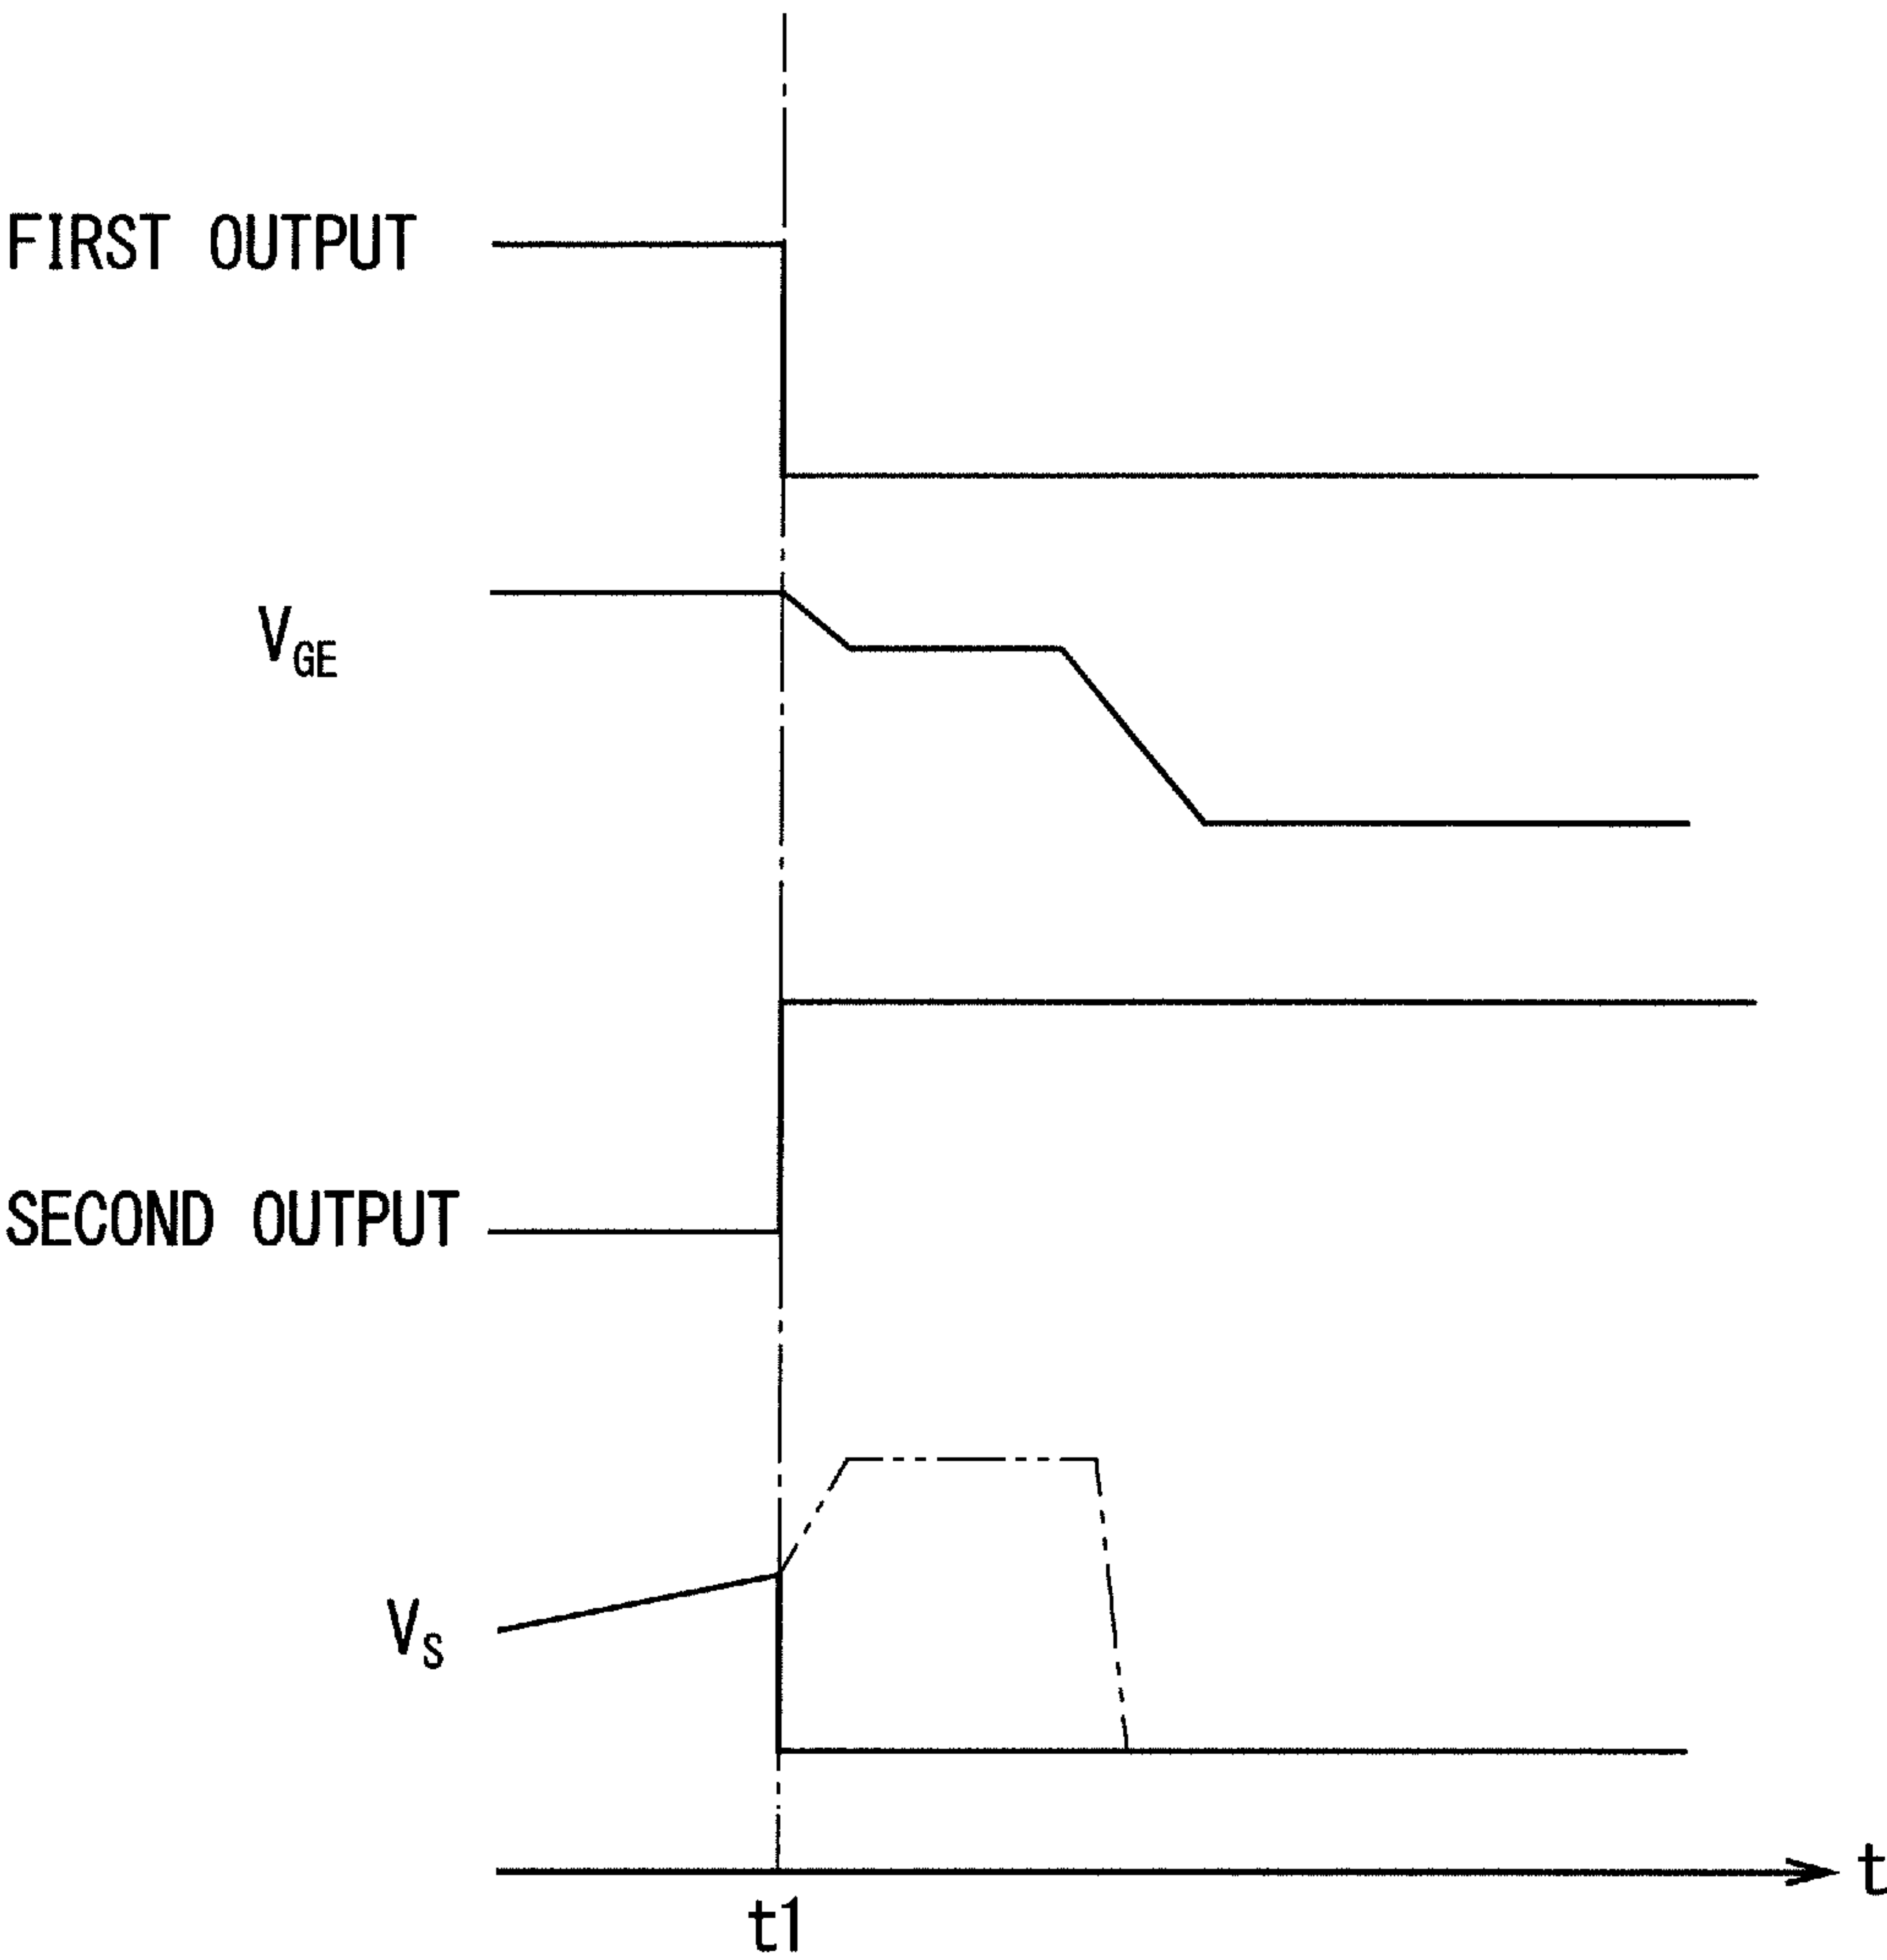 FIRST OUTPUT
VGE
SECOND OUTPUT
VS
t
t1